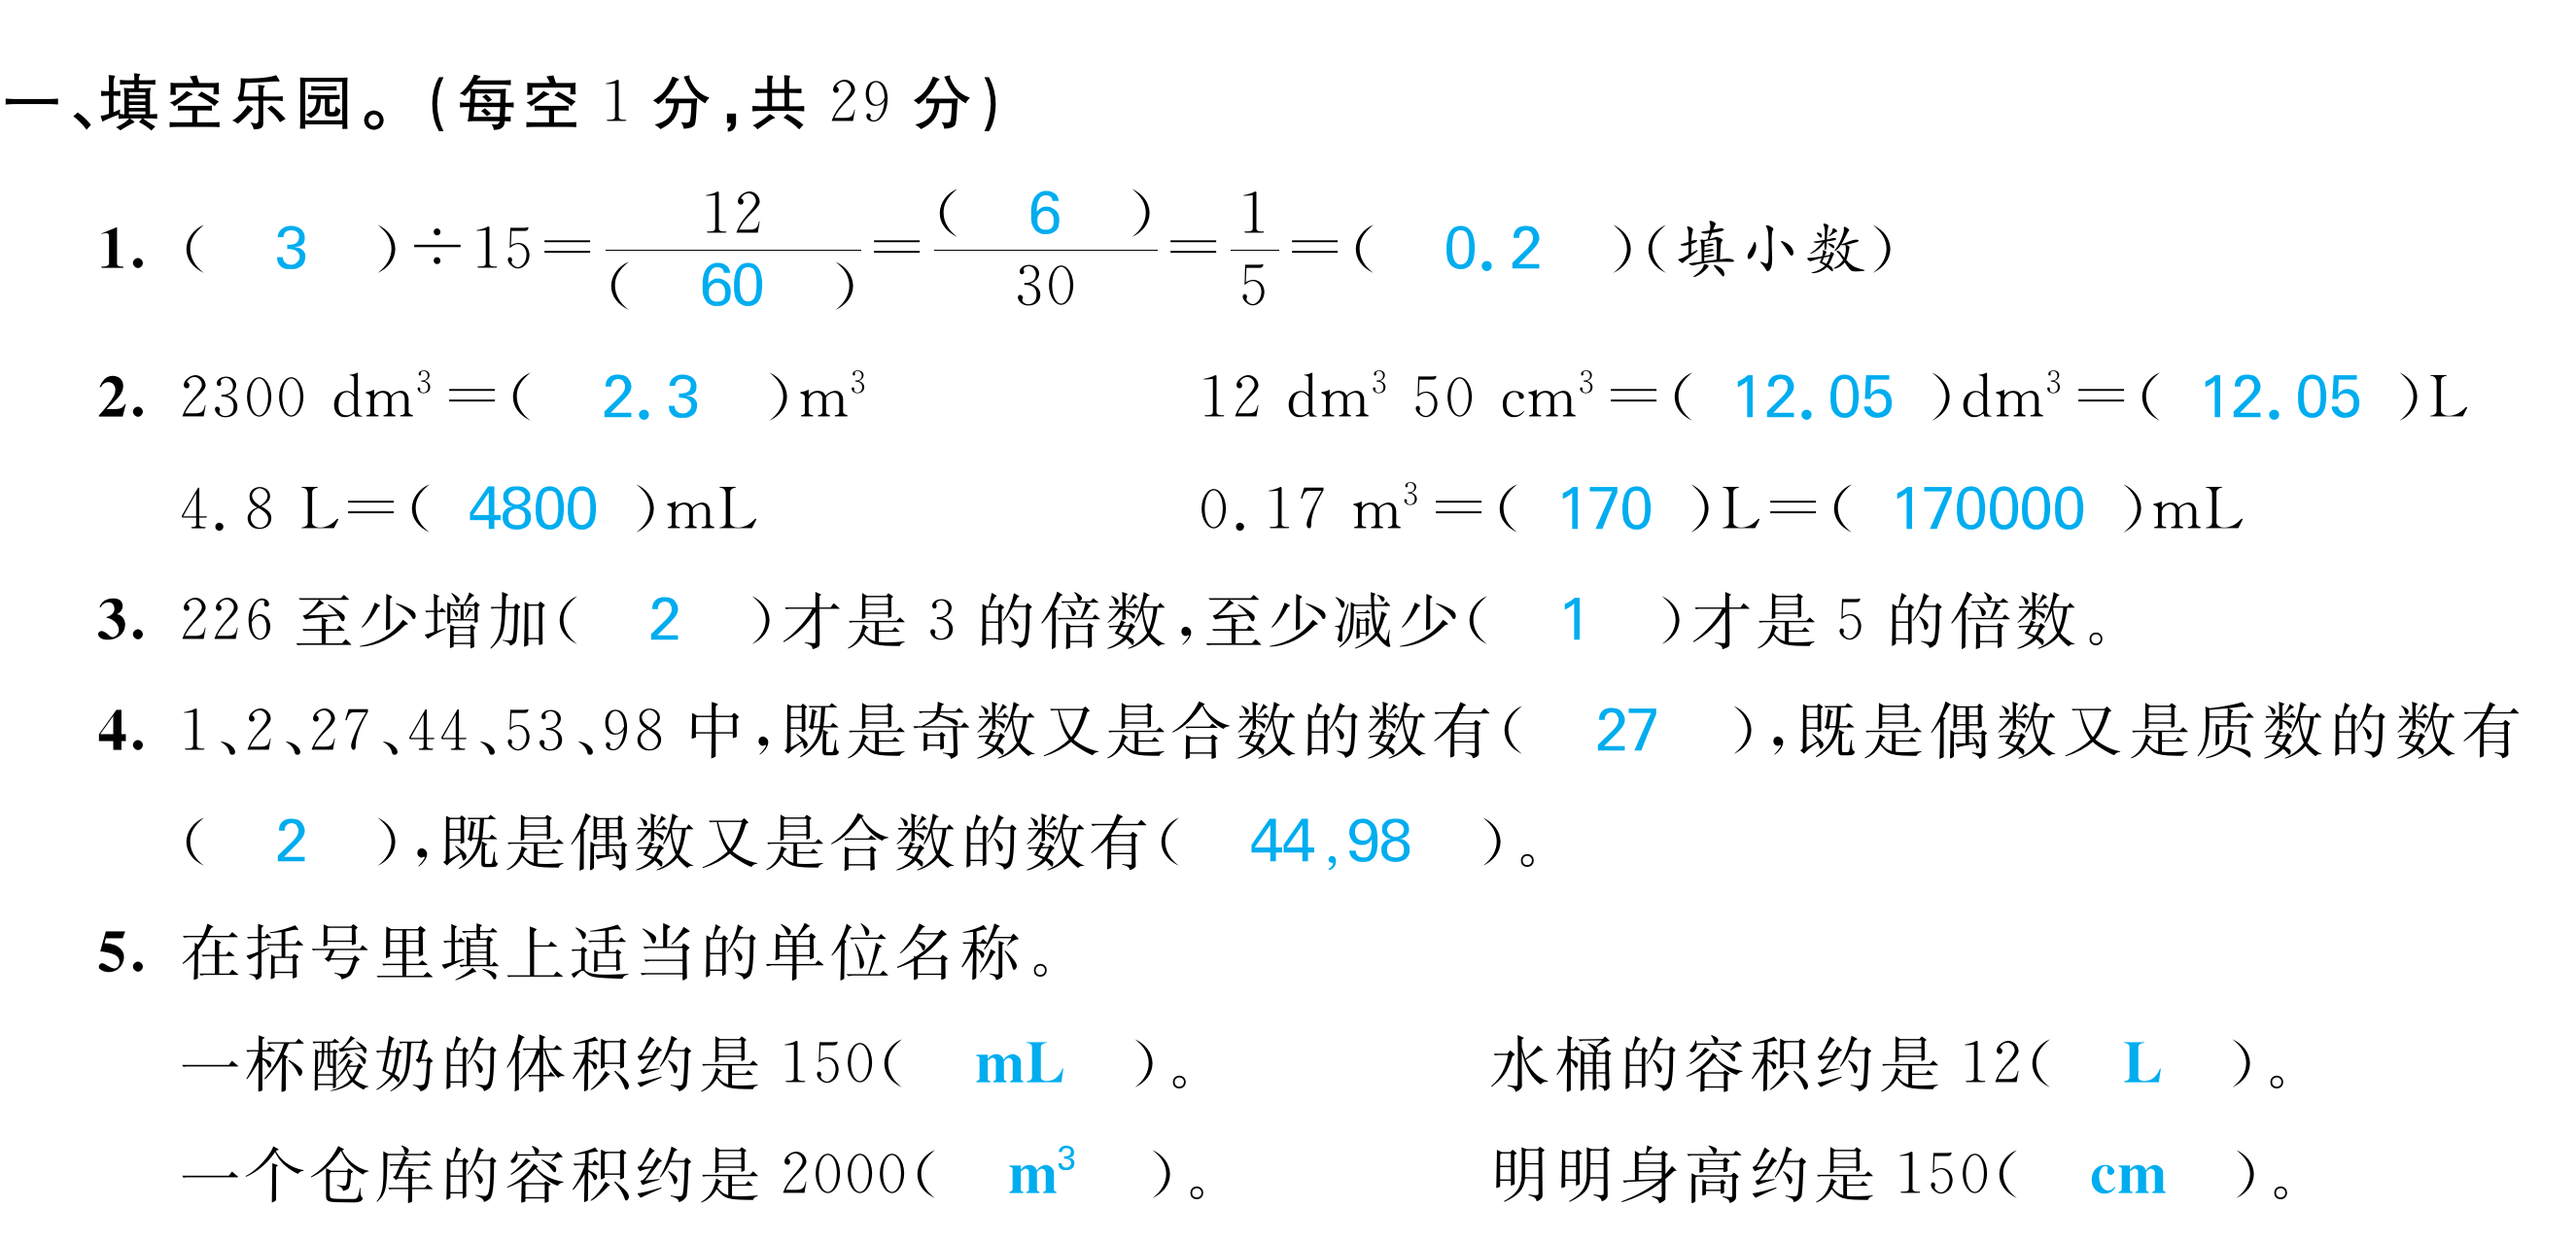 一、填空乐园。(每空 1 分,共 29 分)
1. ( 3 )÷15=12/( 60 )=( 6 )/30=1/5=( 0.2 )(填小数)
2. 2300 dm³=( 2.3 )m³ 12 dm³ 50 cm³=( 12.05 )dm³=( 12.05 )L
4.8 L=( 4800 )mL 0.17 m³=( 170 )L=( 170000 )mL
3. 226 至少增加( 2 )才是 3 的倍数,至少减少( 1 )才是 5 的倍数。
4. 1、2、27、44、53、98 中,既是奇数又是合数的数有( 27 ),既是偶数又是质数的数有
( 2 ),既是偶数又是合数的数有( 44,98 )。
5. 在括号里填上适当的单位名称。
一杯酸奶的体积约是 150( mL )。 水桶的容积约是 12( L )。
一个仓库的容积约是 2000( m³ )。 明明身高约是 150( cm )。